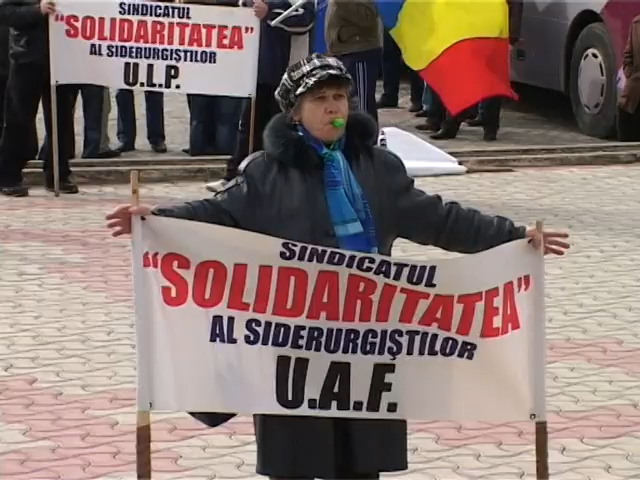 SINDICATUL
"SOLIDARITATEA"
AL SIDERURGIŞTILOR
U.L.P.
SINDICATUL
"SOLIDARITATEA"
AL SIDERURGIŞTILOR
U.A.F.